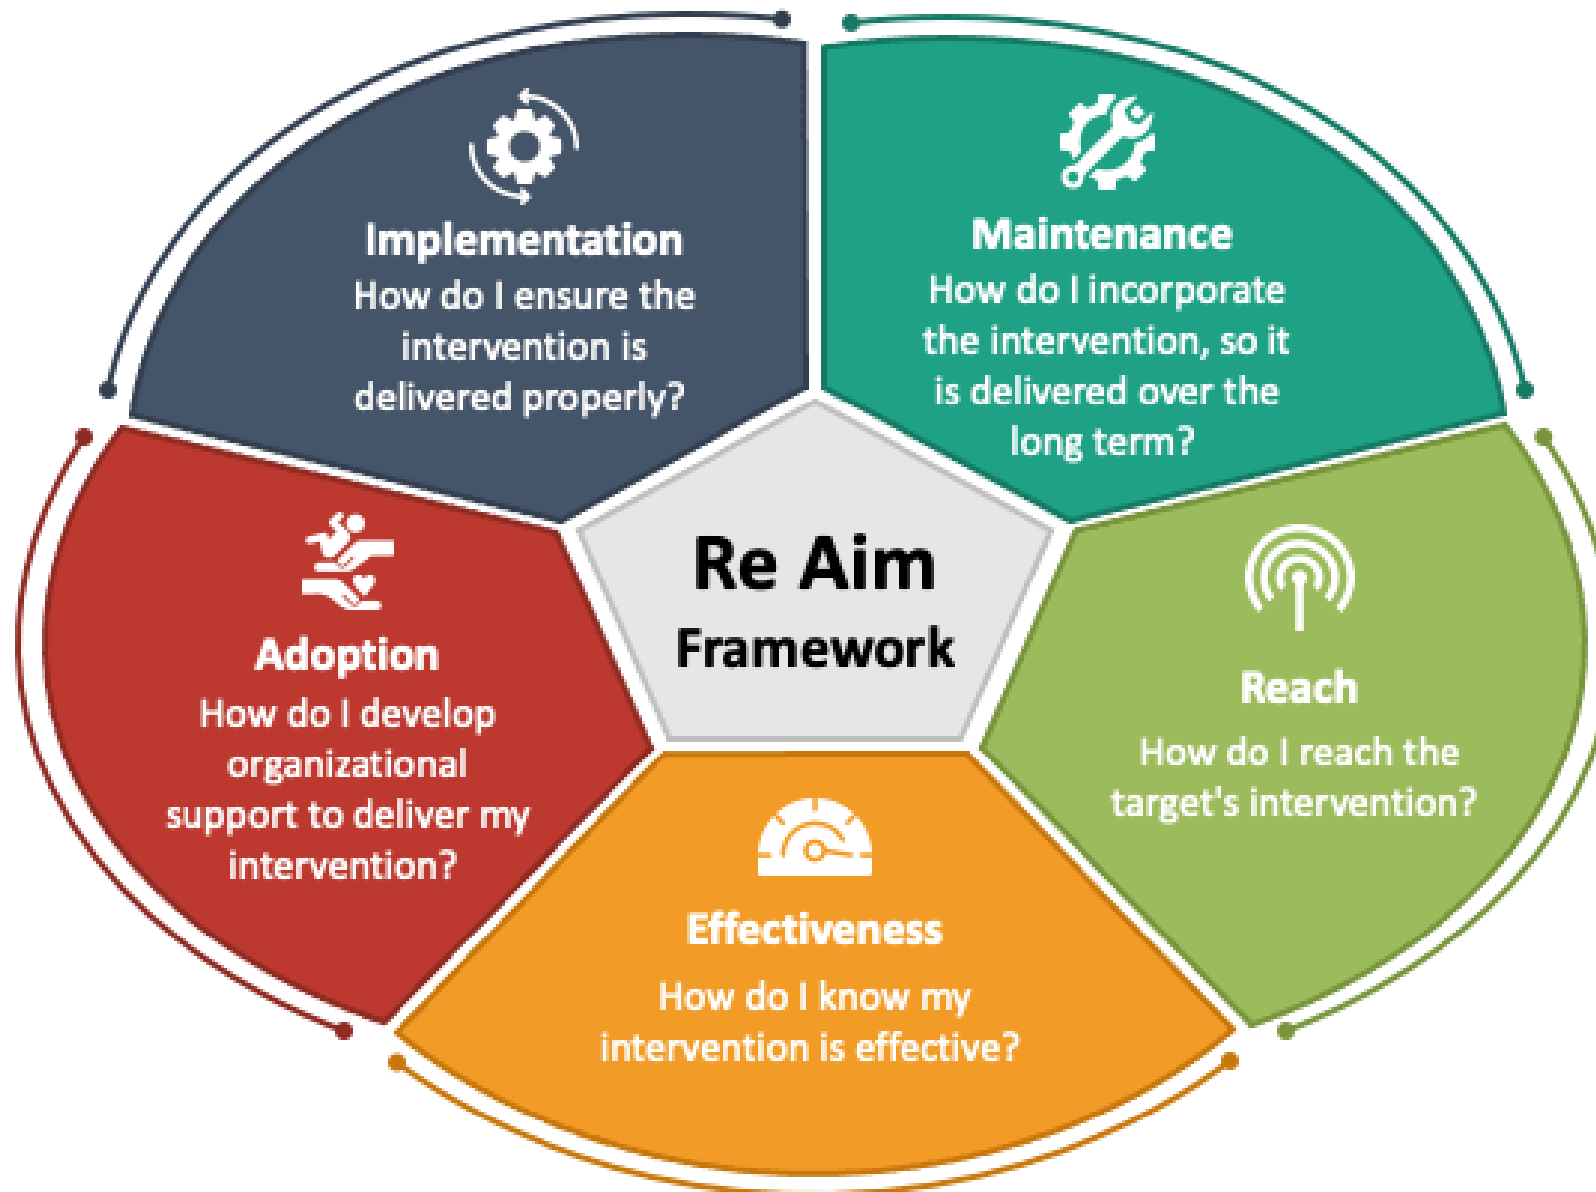 Implementation
How do I ensure the
intervention is
delivered properly?
Maintenance
How do I incorporate
the intervention, so it
is delivered over the
long term?
Re Aim
Framework
Adoption
How do I develop
organizational
support to deliver my
intervention?
Reach
How do I reach the
target's intervention?
Effectiveness
How do I know my
intervention is effective?